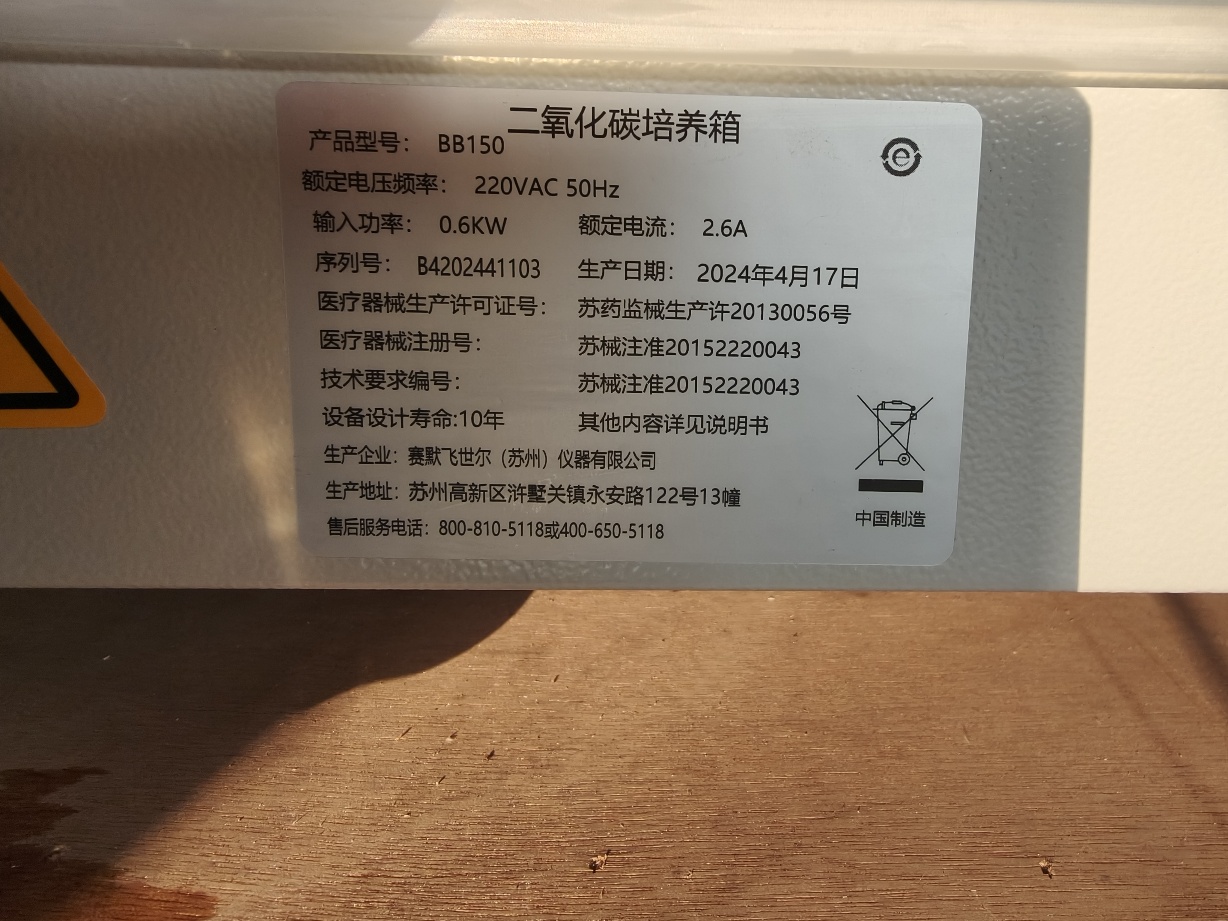 二氧化碳培养箱
产品型号： BB150
额定电压频率： 220VAC 50Hz
输入功率： 0.6KW 额定电流： 2.6A
序列号： B4202441103 生产日期： 2024年4月17日
医疗器械生产许可证号： 苏药监械生产许20130056号
医疗器械注册号： 苏械注准20152220043
技术要求编号： 苏械注准20152220043
设备设计寿命:10年 其他内容详见说明书
生产企业：赛默飞世尔（苏州）仪器有限公司
生产地址：苏州高新区浒墅关镇永安路122号13幢
售后服务电话：800-810-5118或400-650-5118
e
中国制造